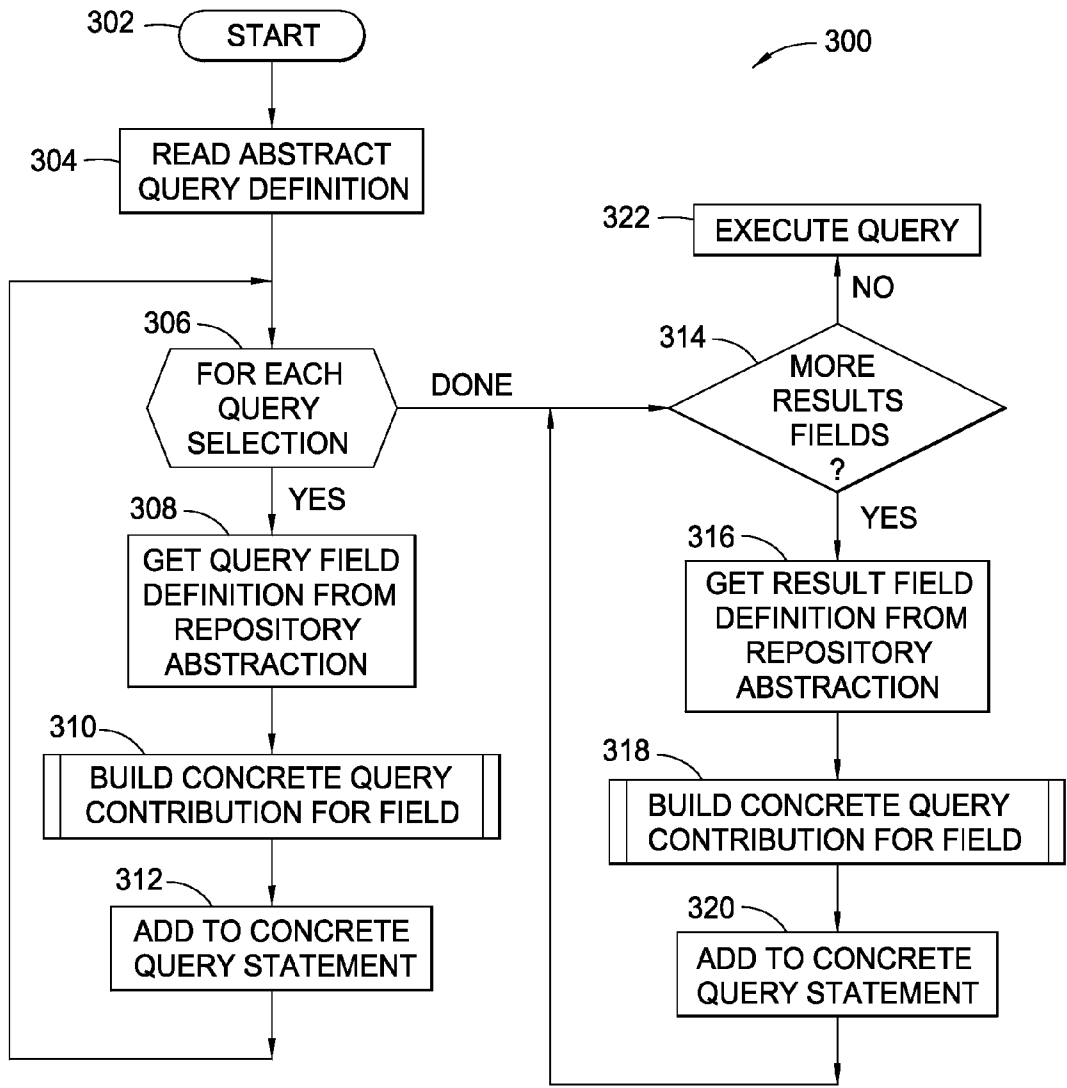 302
START
300
304
READ ABSTRACT
QUERY DEFINITION
322
EXECUTE QUERY
NO
306
FOR EACH
QUERY
SELECTION
DONE
314
MORE
RESULTS
FIELDS
?
YES
308
GET QUERY FIELD
DEFINITION FROM
REPOSITORY
ABSTRACTION
YES
316
GET RESULT FIELD
DEFINITION FROM
REPOSITORY
ABSTRACTION
310
BUILD CONCRETE QUERY
CONTRIBUTION FOR FIELD
318
BUILD CONCRETE QUERY
CONTRIBUTION FOR FIELD
312
ADD TO CONCRETE
QUERY STATEMENT
320
ADD TO CONCRETE
QUERY STATEMENT